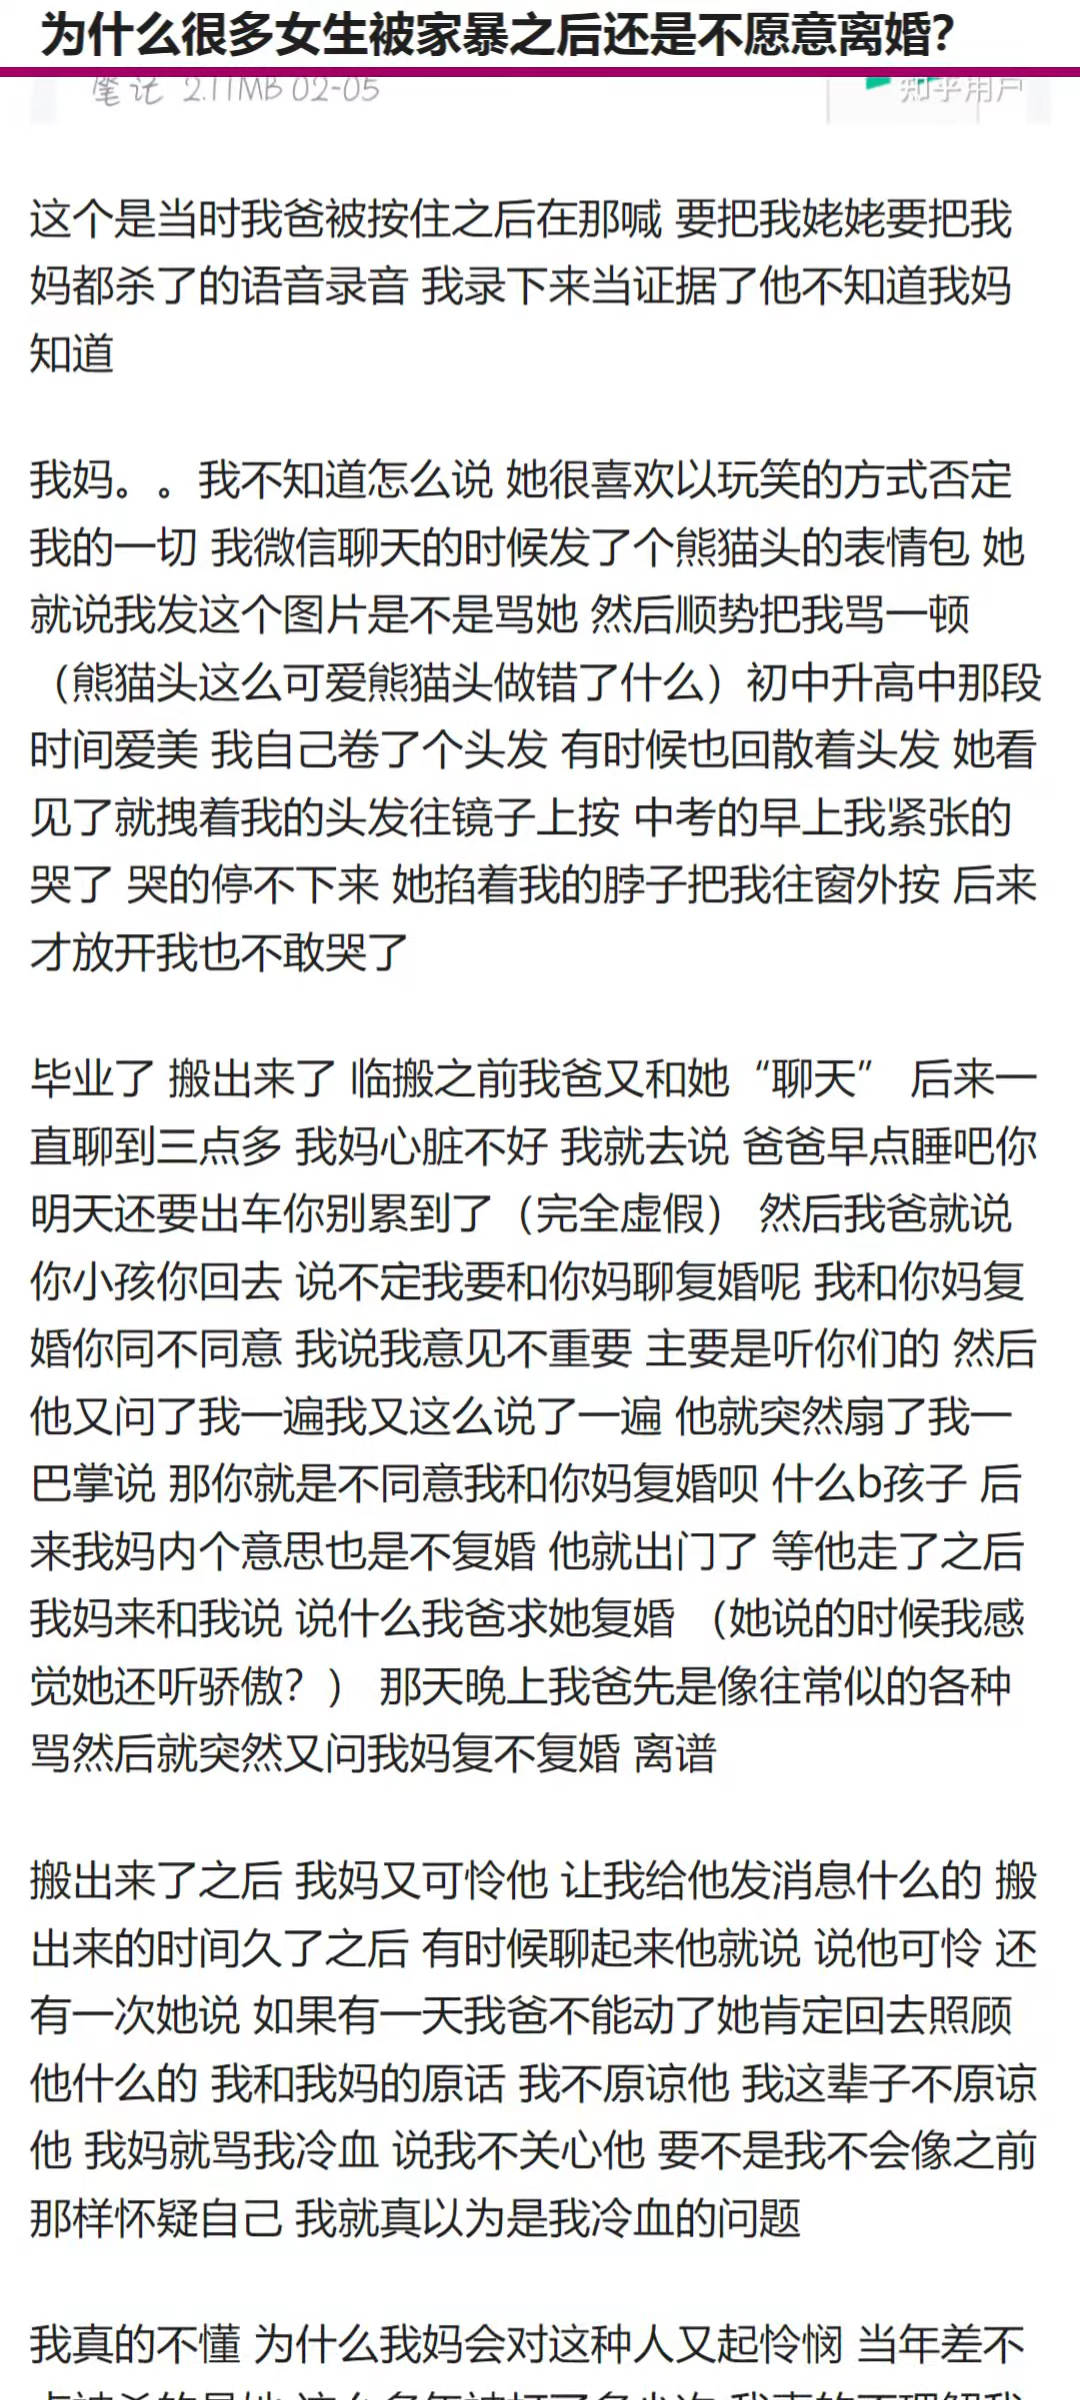 为什么很多女生被家暴之后还是不愿意离婚?
笔记 2.11MB 02-05
知乎用户
这个是当时我爸被按住之后在那喊 要把我姥姥要把我
妈都杀了的语音录音 我录下来当证据了他不知道我妈
知道
我妈。。我不知道怎么说 她很喜欢以玩笑的方式否定
我的一切 我微信聊天的时候发了个熊猫头的表情包 她
就说我发这个图片是不是骂她 然后顺势把我骂一顿
（熊猫头这么可爱熊猫头做错了什么）初中升高中那段
时间爱美 我自己卷了个头发 有时候也回散着头发 她看
见了就拽着我的头发往镜子上按 中考的早上我紧张的
哭了 哭的停不下来 她掐着我的脖子把我往窗外按 后来
才放开我也不敢哭了
毕业了 搬出来了 临搬之前我爸又和她“聊天” 后来一
直聊到三点多 我妈心脏不好 我就去说 爸爸早点睡吧你
明天还要出车你别累到了（完全虚假） 然后我爸就说
你小孩你回去 说不定我要和你妈聊复婚呢 我和你妈复
婚你同不同意 我说我意见不重要 主要是听你们的 然后
他又问了我一遍我又这么说了一遍 他就突然扇了我一
巴掌说 那你就是不同意我和你妈复婚呗 什么b孩子 后
来我妈内个意思也是不复婚 他就出门了 等他走了之后
我妈来和我说 说什么我爸求她复婚 （她说的时候我感
觉她还听骄傲？） 那天晚上我爸先是像往常似的各种
骂然后就突然又问我妈复不复婚 离谱
搬出来了之后 我妈又可怜他 让我给他发消息什么的 搬
出来的时间久了之后 有时候聊起来他就说 说他可怜 还
有一次她说 如果有一天我爸不能动了她肯定回去照顾
他什么的 我和我妈的原话 我不原谅他 我这辈子不原谅
他 我妈就骂我冷血 说我不关心他 要不是我不会像之前
那样怀疑自己 我就真以为是我冷血的问题
我真的不懂 为什么我妈会对这种人又起怜悯 当年差不